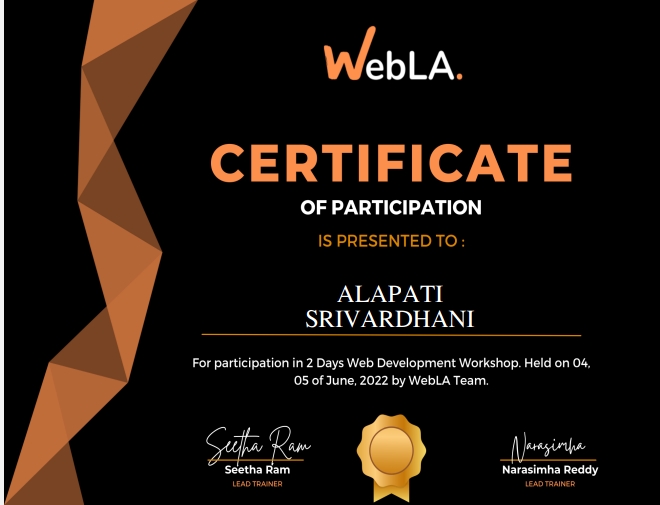 WebLA.
CERTIFICATE
OF PARTICIPATION
IS PRESENTED TO :
ALAPATI
SRIVARDHANI
For participation in 2 Days Web Development Workshop. Held on 04,
05 of June, 2022 by WebLA Team.
Seetha Ram
Seetha Ram
LEAD TRAINER
Narasimha
Narasimha Reddy
LEAD TRAINER